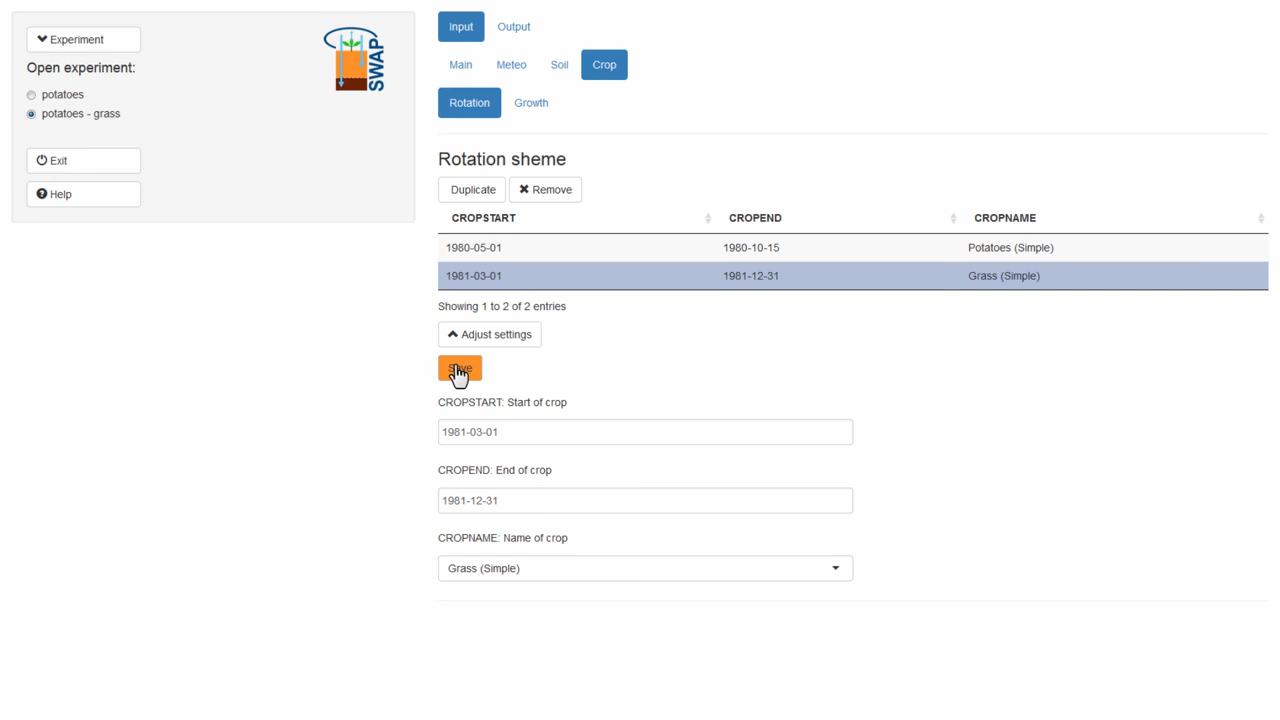 Experiment
SWAP
Open experiment:
potatoes
potatoes - grass
Exit
Help
Input Output
Main Meteo Soil Crop
Rotation Growth
Rotation sheme
Duplicate Remove
CROPSTART CROPEND CROPNAME
1980-05-01 1980-10-15 Potatoes (Simple)
1981-03-01 1981-12-31 Grass (Simple)
Showing 1 to 2 of 2 entries
Adjust settings
Save
CROPSTART: Start of crop
1981-03-01
CROPEND: End of crop
1981-12-31
CROPNAME: Name of crop
Grass (Simple)